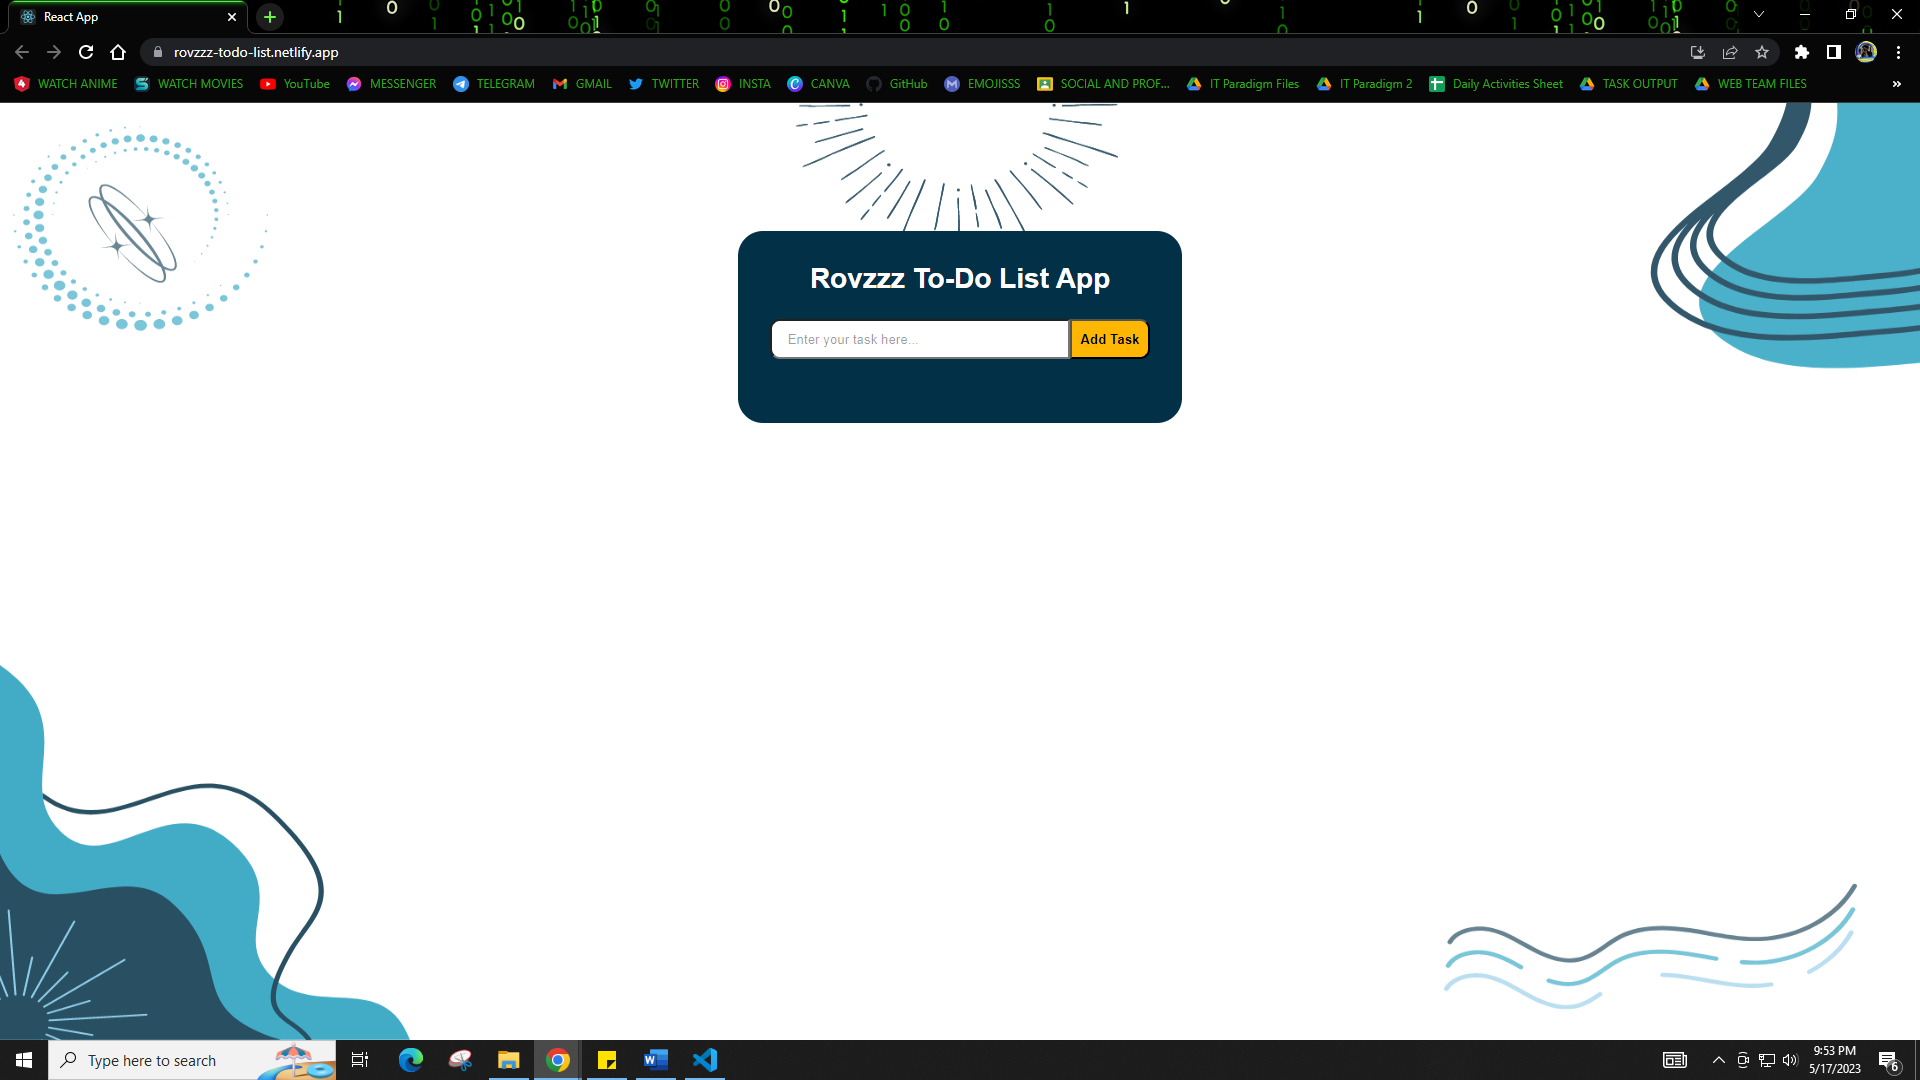 React App
rovzzz-todo-list.netlify.app
WATCH ANIME WATCH MOVIES YouTube MESSENGER TELEGRAM GMAIL TWITTER INSTA CANVA GitHub EMOJISSS SOCIAL AND PROF... IT Paradigm Files IT Paradigm 2 Daily Activities Sheet TASK OUTPUT WEB TEAM FILES »
Rovzzz To-Do List App
Enter your task here... Add Task
Type here to search
9:53 PM
5/17/2023
6